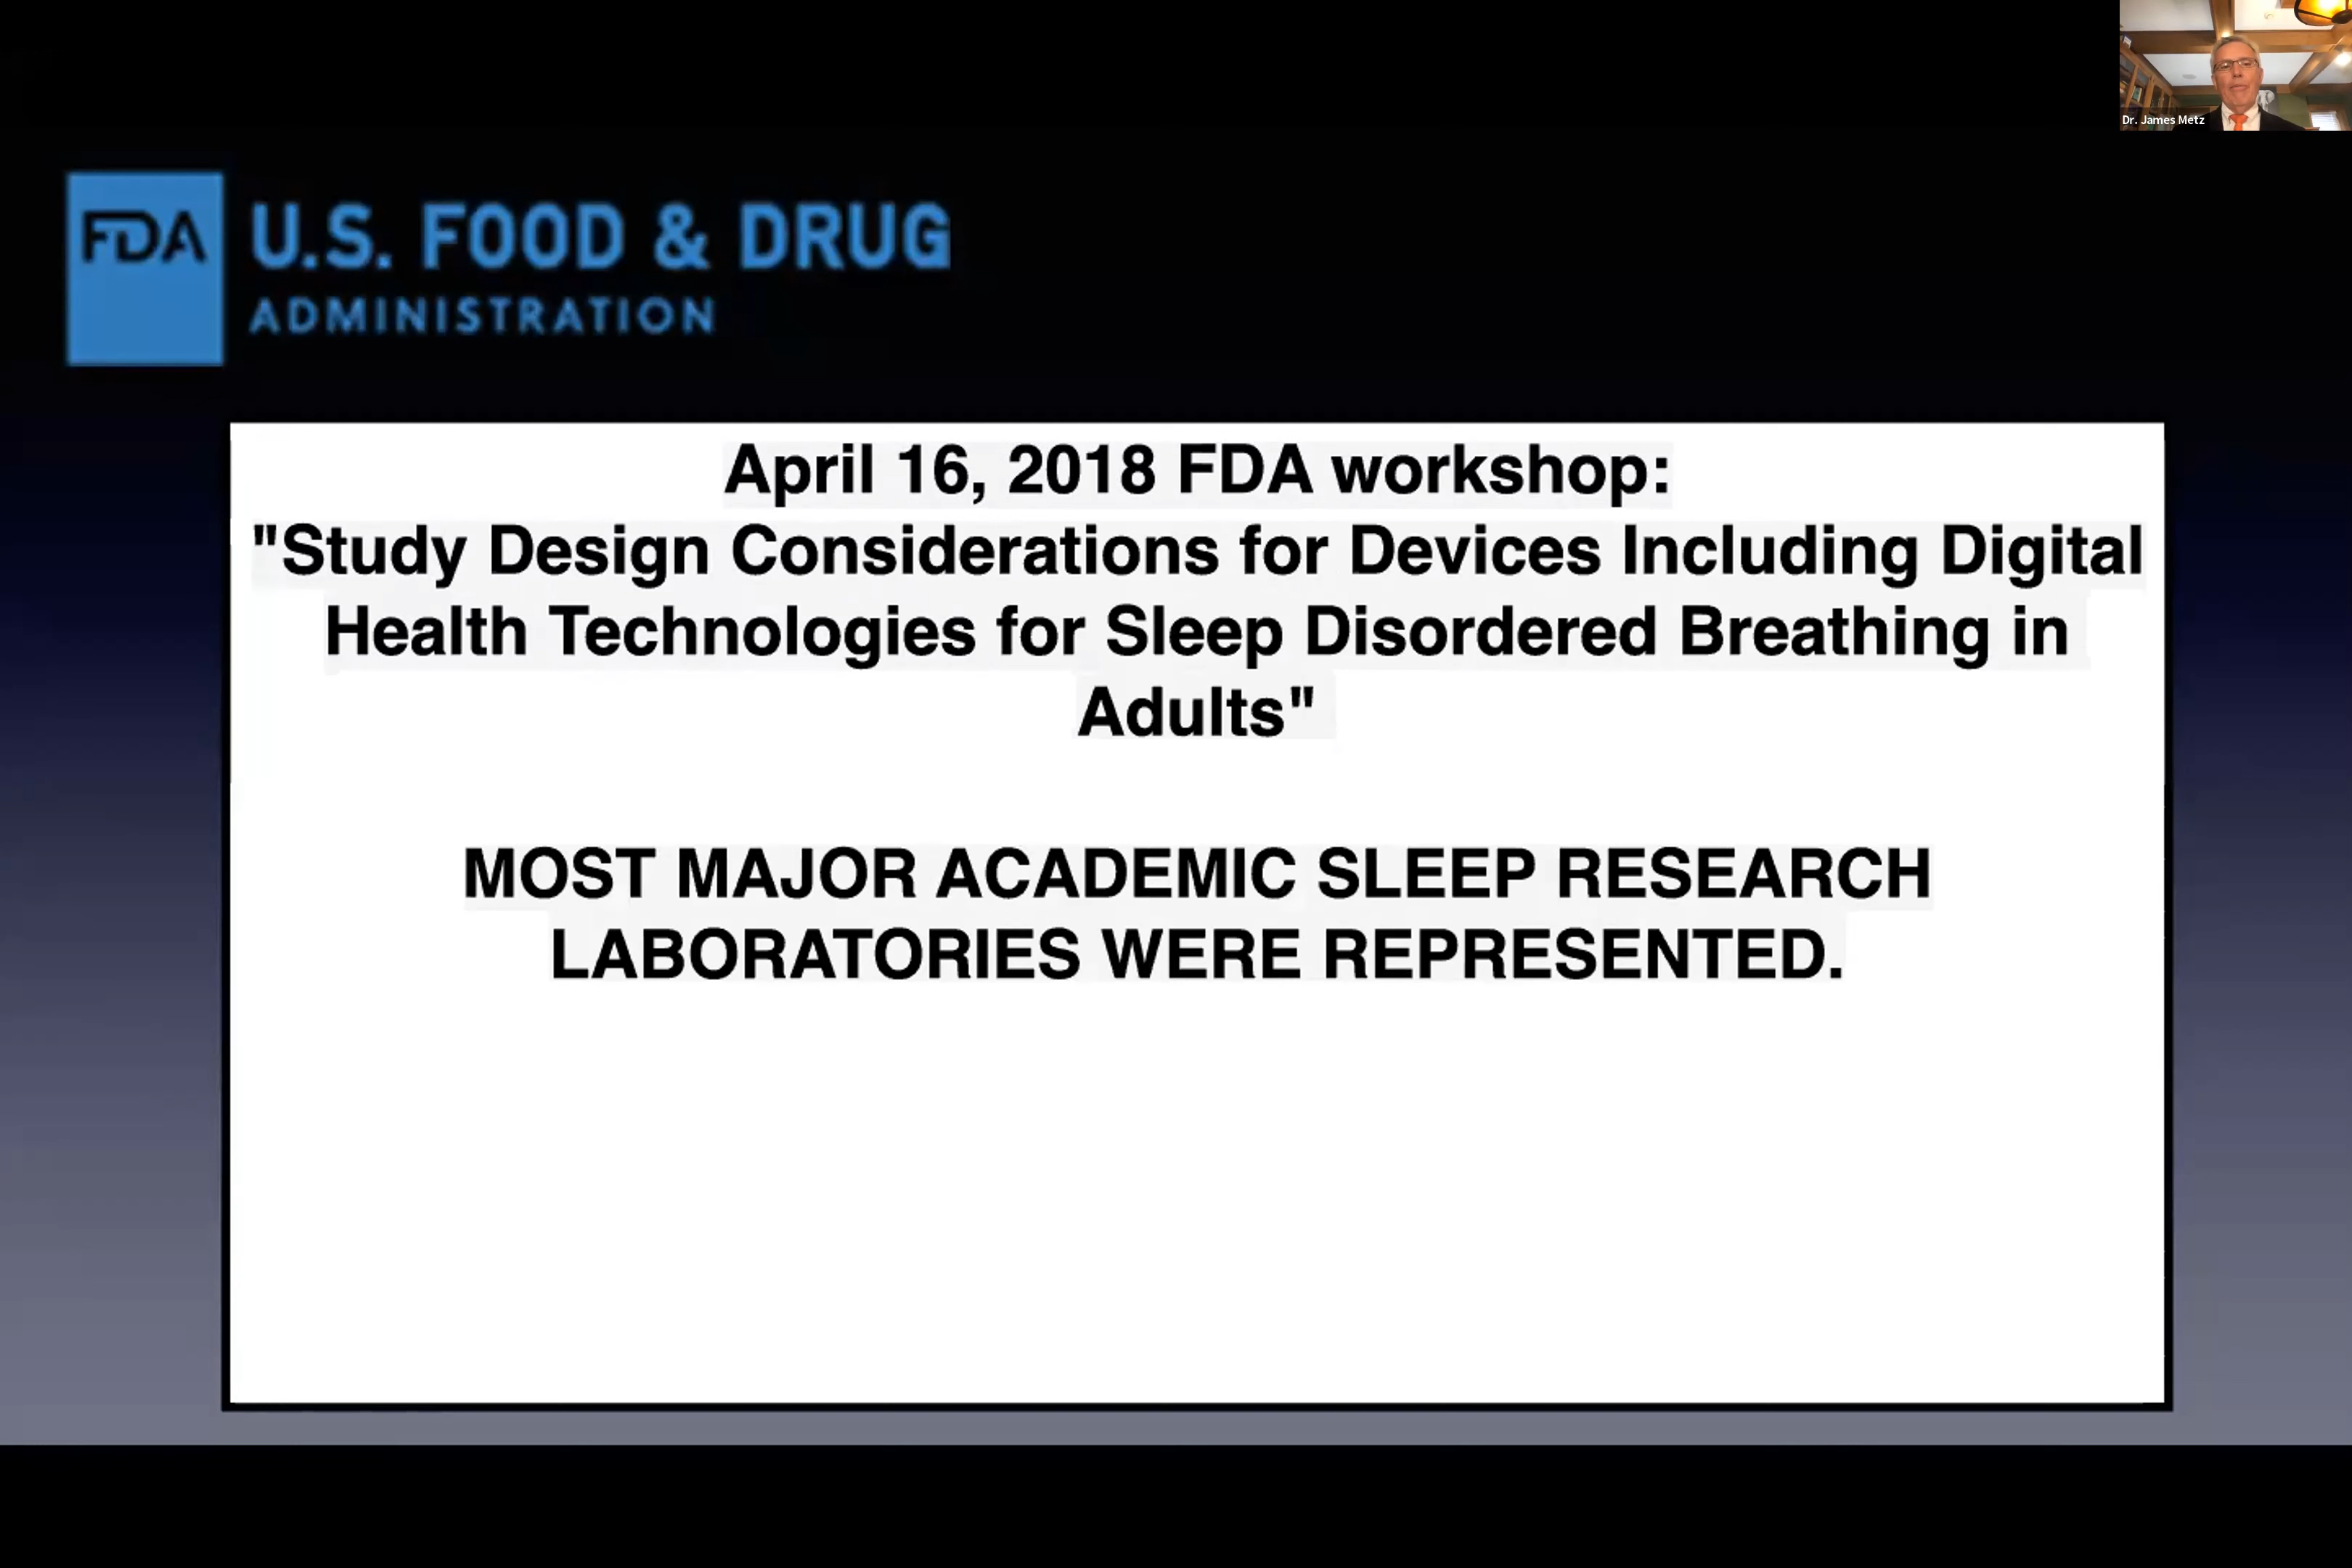 Dr. James Metz
FDA
U.S. FOOD & DRUG
ADMINISTRATION
April 16, 2018 FDA workshop:
"Study Design Considerations for Devices Including Digital
Health Technologies for Sleep Disordered Breathing in
Adults"
MOST MAJOR ACADEMIC SLEEP RESEARCH
LABORATORIES WERE REPRESENTED.